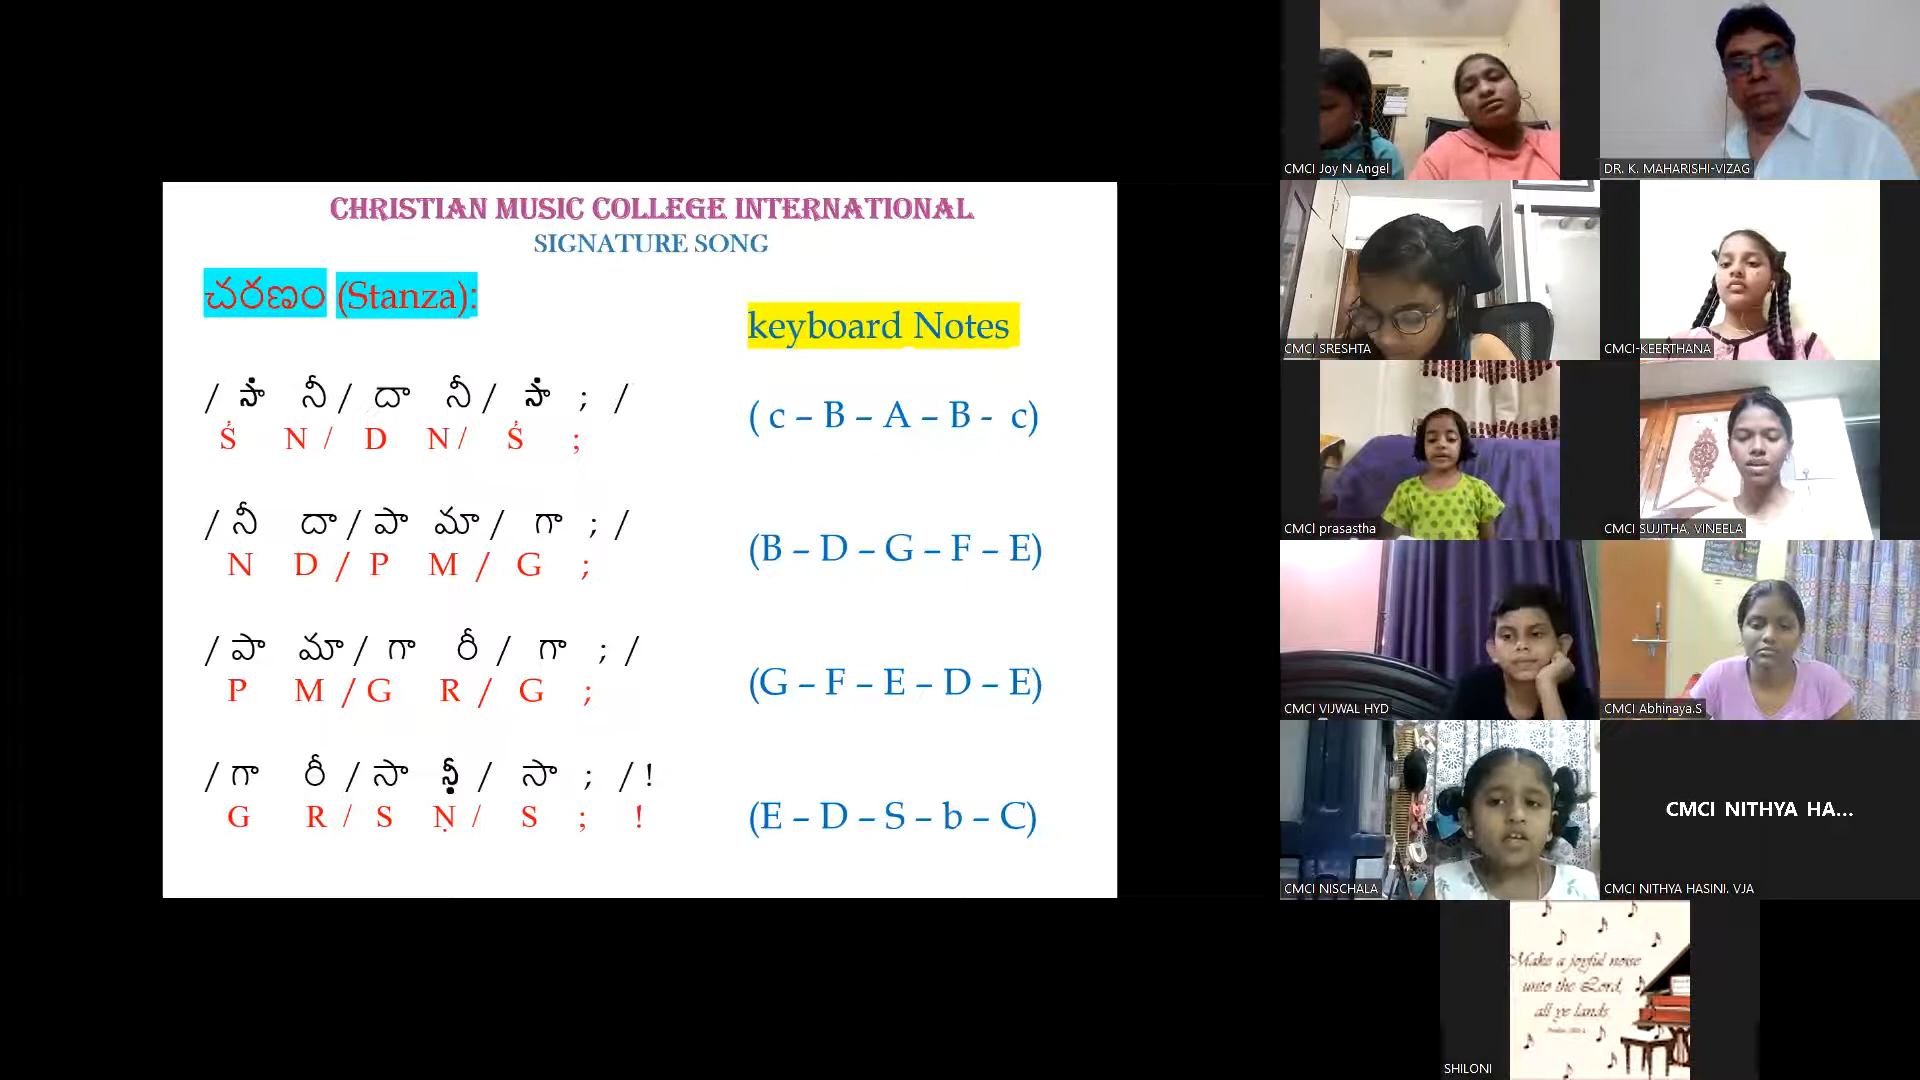 CHRISTIAN MUSIC COLLEGE INTERNATIONAL
SIGNATURE SONG
చరణం (Stanza):
keyboard Notes
/ సా̇ నీ / దా నీ / సా̇ ; /
Ṡ N / D N / Ṡ ;
( c – B – A – B - c)
/ నీ దా / పా మా / గా ; /
N D / P M / G ;
(B – D – G – F – E)
/ పా మా / గా రీ / గా ; /
P M / G R / G ;
(G – F – E – D – E)
/ గా రీ / సా నీ̣ / సా ; / !
G R / S Ṇ / S ; !
(E – D – S – b – C)
CMCI Joy N Angel
DR. K. MAHARISHI-VIZAG
CMCI SRESHTA
CMCI-KEERTHANA
CMCI prasastha
CMCI SUJITHA, VINEELA
CMCI VIJWAL HYD
CMCI Abhinaya.S
CMCI NISCHALA
CMCI NITHYA HA...
CMCI NITHYA HASINI. VJA
Make a joyful noise
unto the Lord,
all ye lands
SHILONI